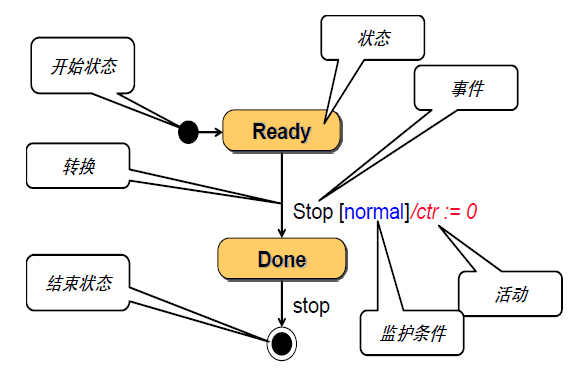 状态
开始状态
事件
Ready
转换
Stop [normal]/ctr := 0
Done
结束状态
stop
活动
监护条件